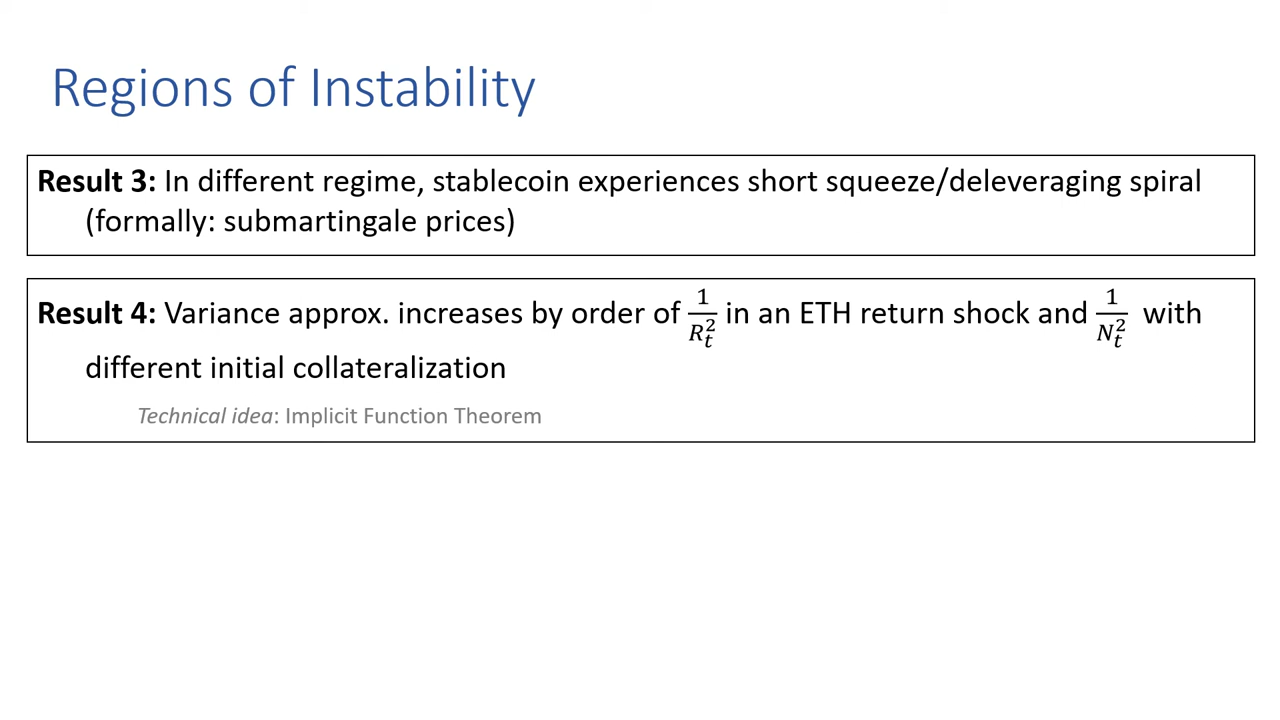 Regions of Instability
Result 3: In different regime, stablecoin experiences short squeeze/deleveraging spiral
(formally: submartingale prices)
Result 4: Variance approx. increases by order of $\frac{1}{R_t^2}$ in an ETH return shock and $\frac{1}{N_t^2}$ with
different initial collateralization
Technical idea: Implicit Function Theorem